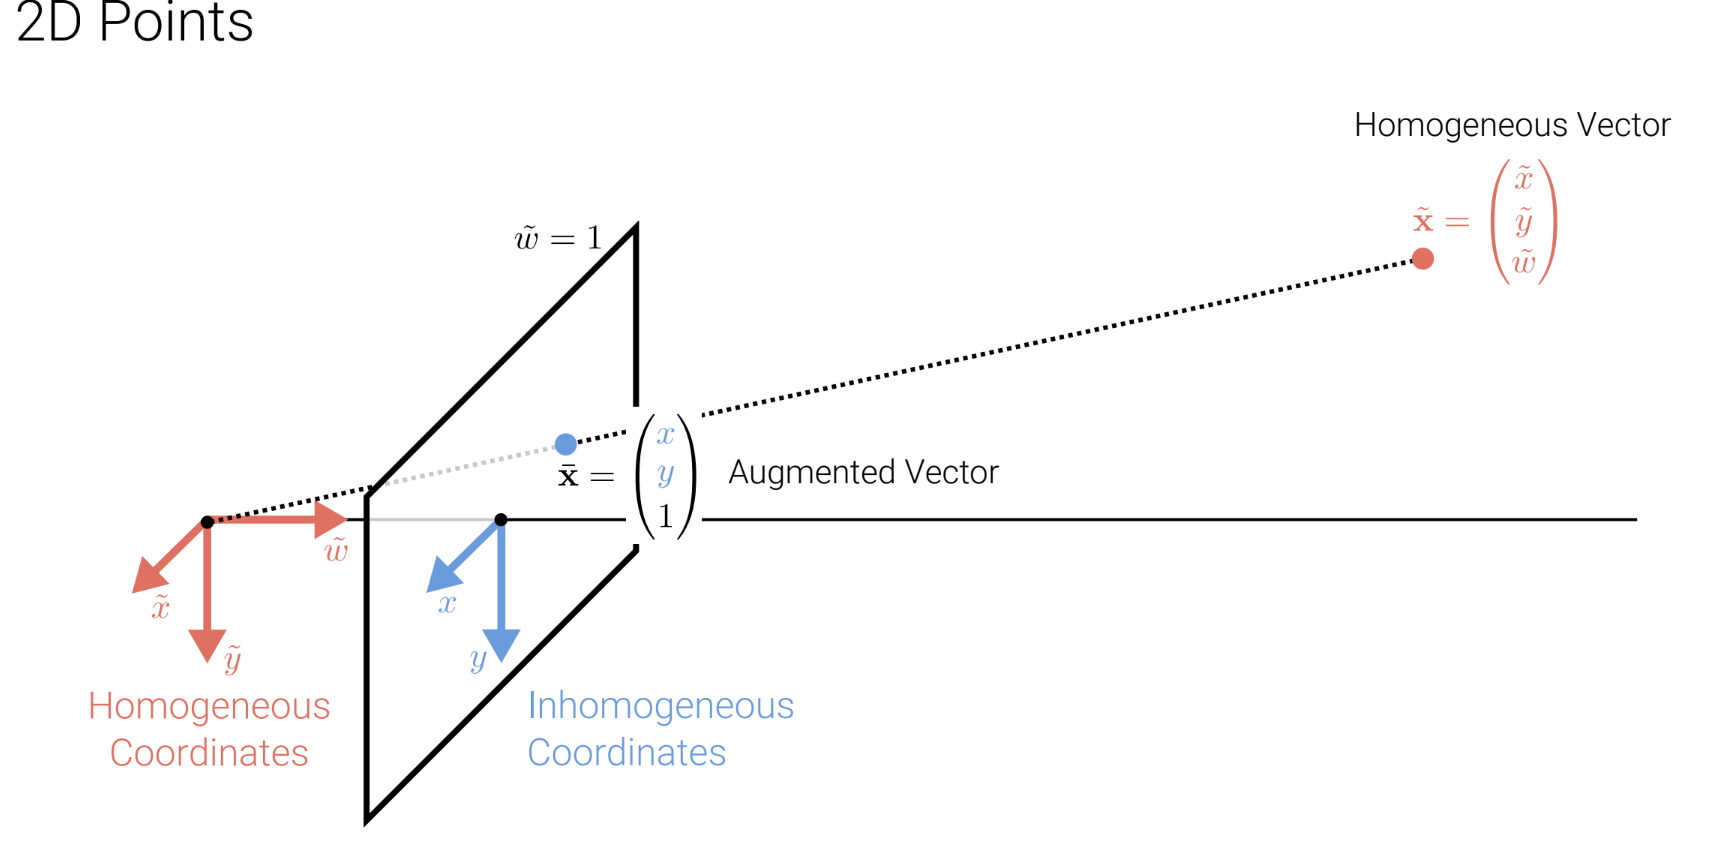 2D Points
Homogeneous Vector
x̃ = (x̃ ỹ w̃)
w̃ = 1
x̄ = (x y 1)
Augmented Vector
w̃
x̃
x
ỹ
y
Homogeneous
Coordinates
Inhomogeneous
Coordinates